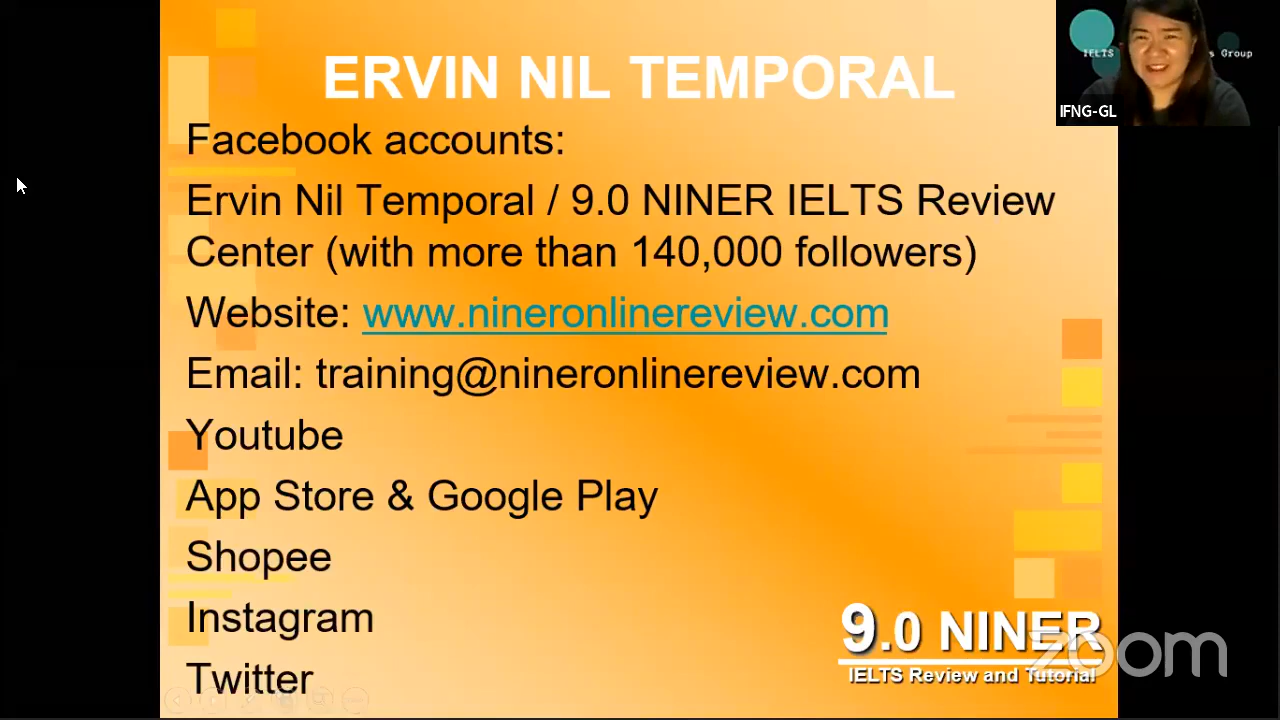 ERVIN NIL TEMPORAL
Facebook accounts:
Ervin Nil Temporal / 9.0 NINER IELTS Review
Center (with more than 140,000 followers)
Website: www.nineronlinereview.com
Email: training@nineronlinereview.com
Youtube
App Store & Google Play
Shopee
Instagram
Twitter
9.0 NINER
IELTS Review and Tutorial
zoom
IELTS
Group
IFNG-GL